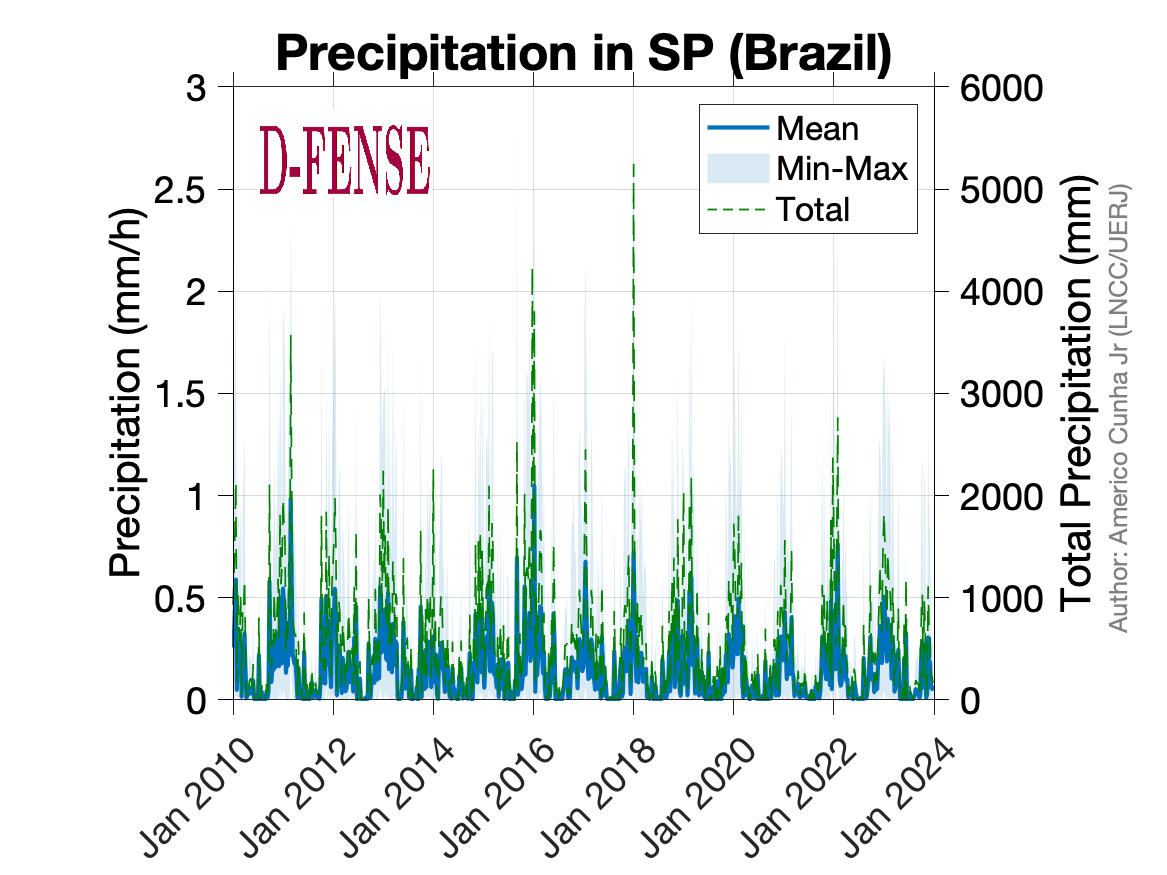 Precipitation in SP (Brazil)
D-FENSE
Mean
Min-Max
Total
Precipitation (mm/h)
3
2.5
2
1.5
1
0.5
0
6000
5000
4000
3000
2000
1000
0
Total Precipitation (mm)
Author: Americo Cunha Jr (LNCC/UERJ)
Jan 2010
Jan 2012
Jan 2014
Jan 2016
Jan 2018
Jan 2020
Jan 2022
Jan 2024